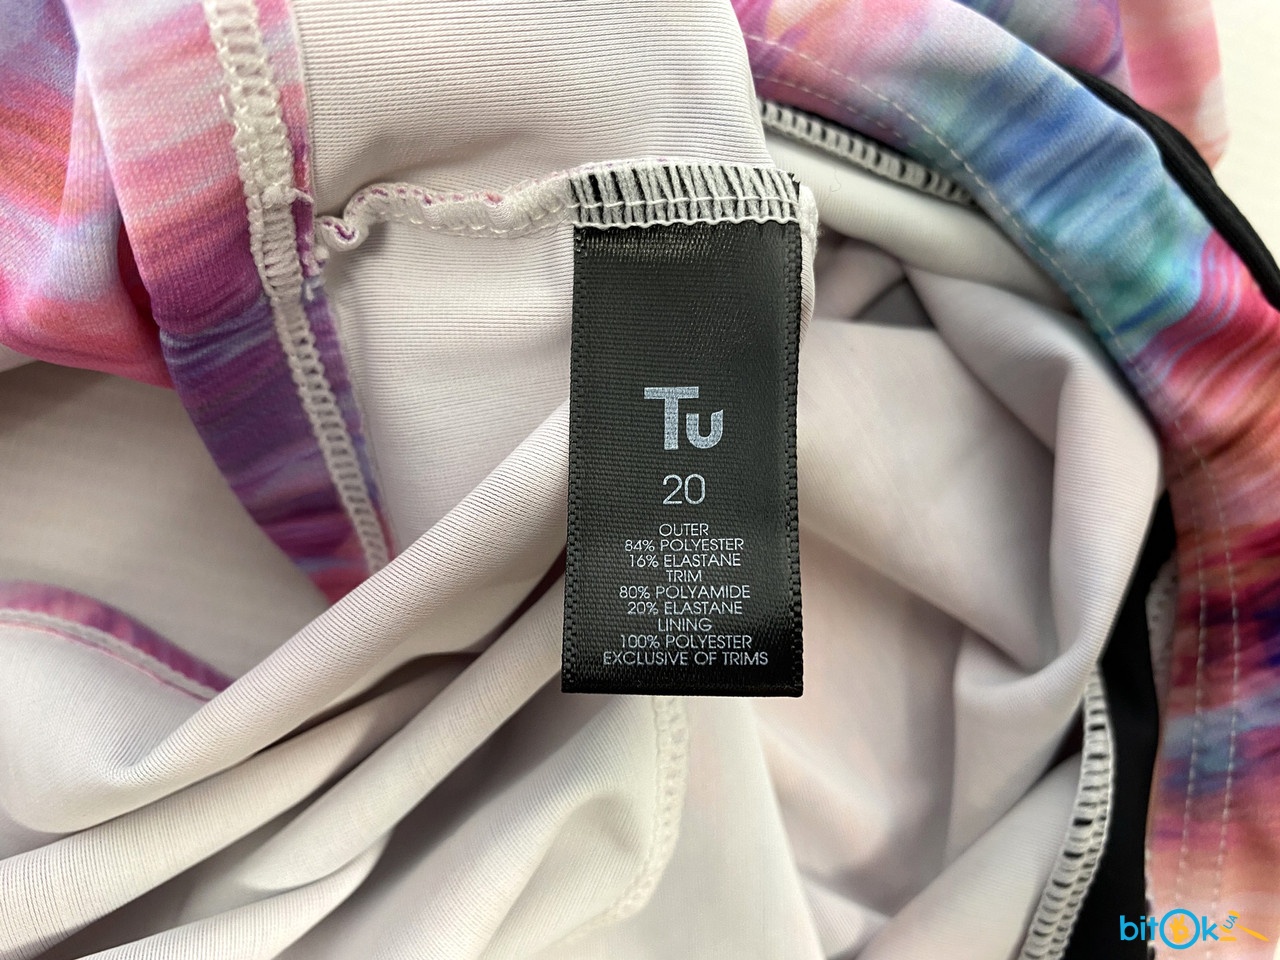 Tu
20
OUTER
84% POLYESTER
16% ELASTANE
TRIM
80% POLYAMIDE
20% ELASTANE
LINING
100% POLYESTER
EXCLUSIVE OF TRIMS
bitOk UA